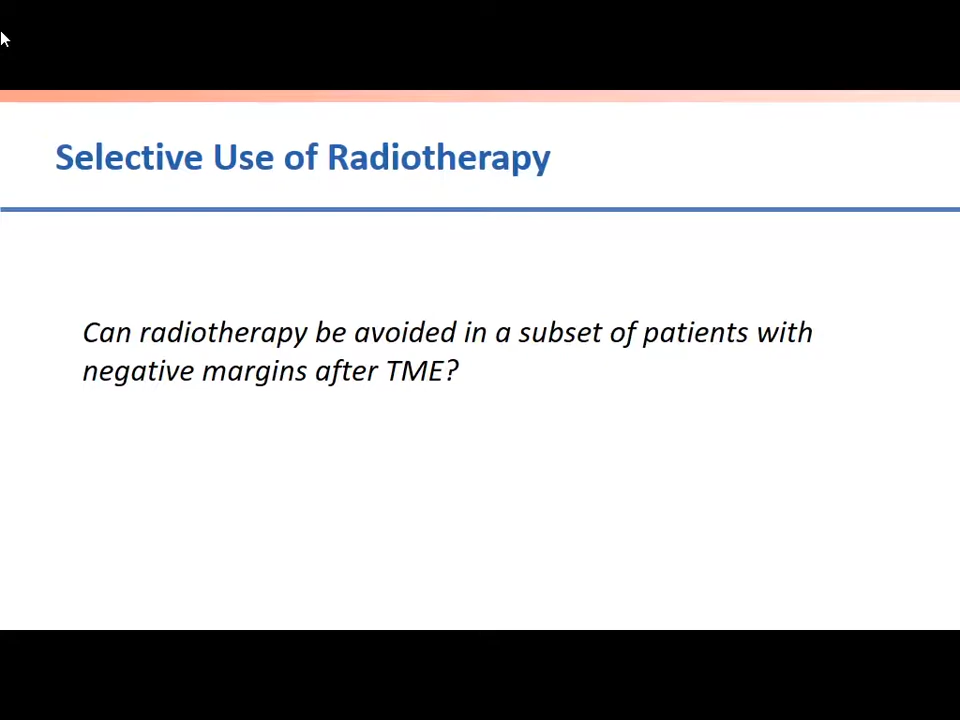 Selective Use of Radiotherapy
Can radiotherapy be avoided in a subset of patients with
negative margins after TME?